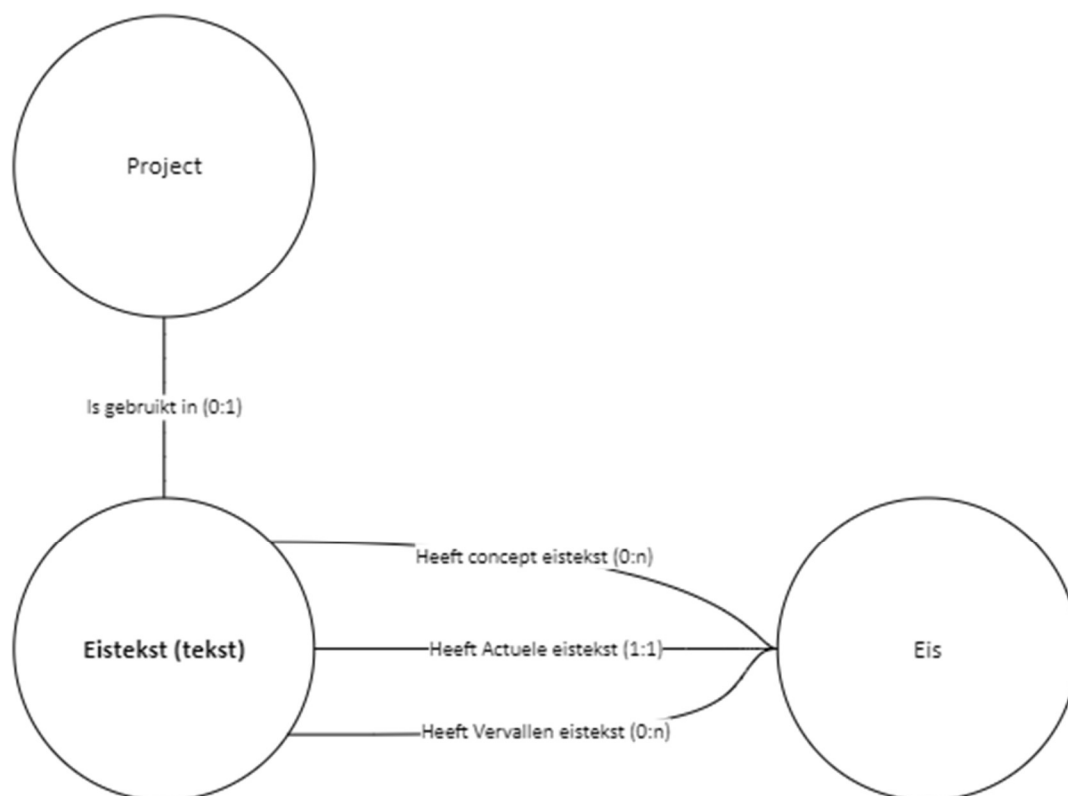 Project
Is gebruikt in (0:1)
Heeft concept eistekst (0:n)
Eistekst (tekst)
Heeft Actuele eistekst (1:1)
Eis
Heeft Vervallen eistekst (0:n)